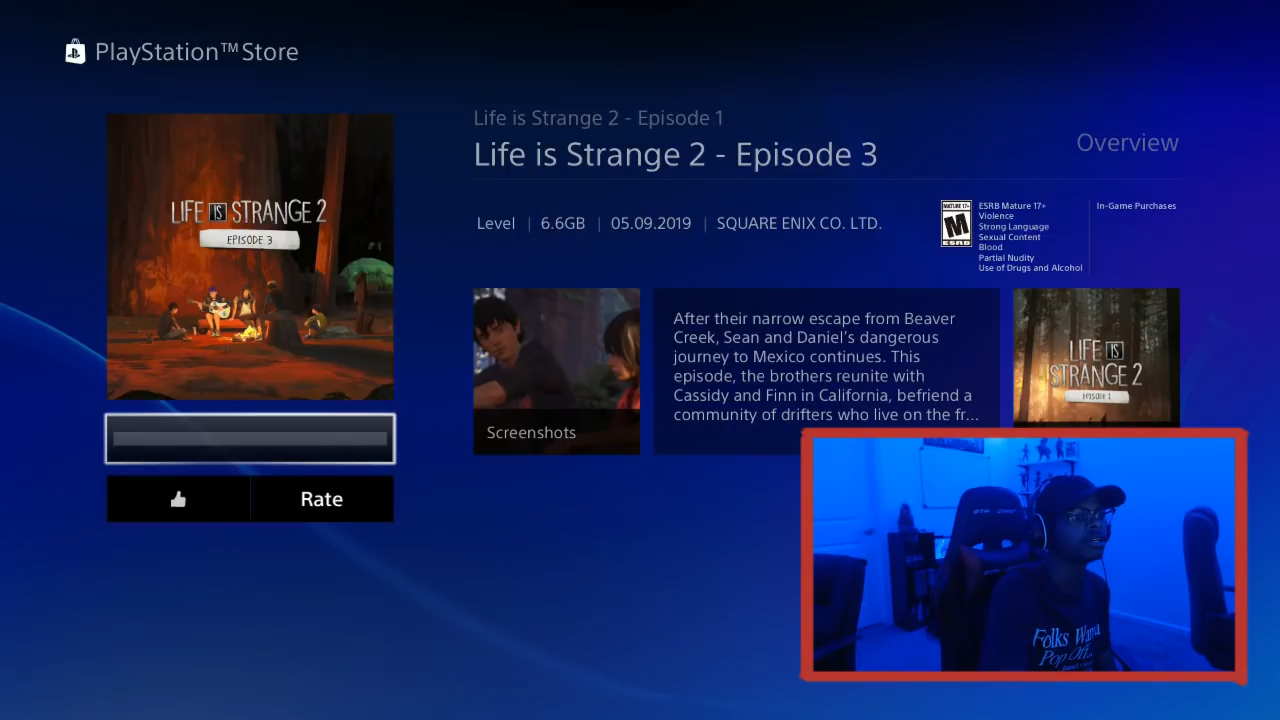 PlayStation™Store
Life is Strange 2 - Episode 1
Life is Strange 2 - Episode 3
Overview
LIFE IS STRANGE 2
EPISODE 3
Level | 6.6GB | 05.09.2019 | SQUARE ENIX CO. LTD.
MATURE 17+
M
ESRB
ESRB Mature 17+
Violence
Strong Language
Sexual Content
Blood
Partial Nudity
Use of Drugs and Alcohol
In-Game Purchases
Screenshots
After their narrow escape from Beaver
Creek, Sean and Daniel's dangerous
journey to Mexico continues. This
episode, the brothers reunite with
Cassidy and Finn in California, befriend a
community of drifters who live on the fr...
LIFE IS
STRANGE 2
EPISODE 1
Rate
GTR
Folks Wanna
Pop Off...